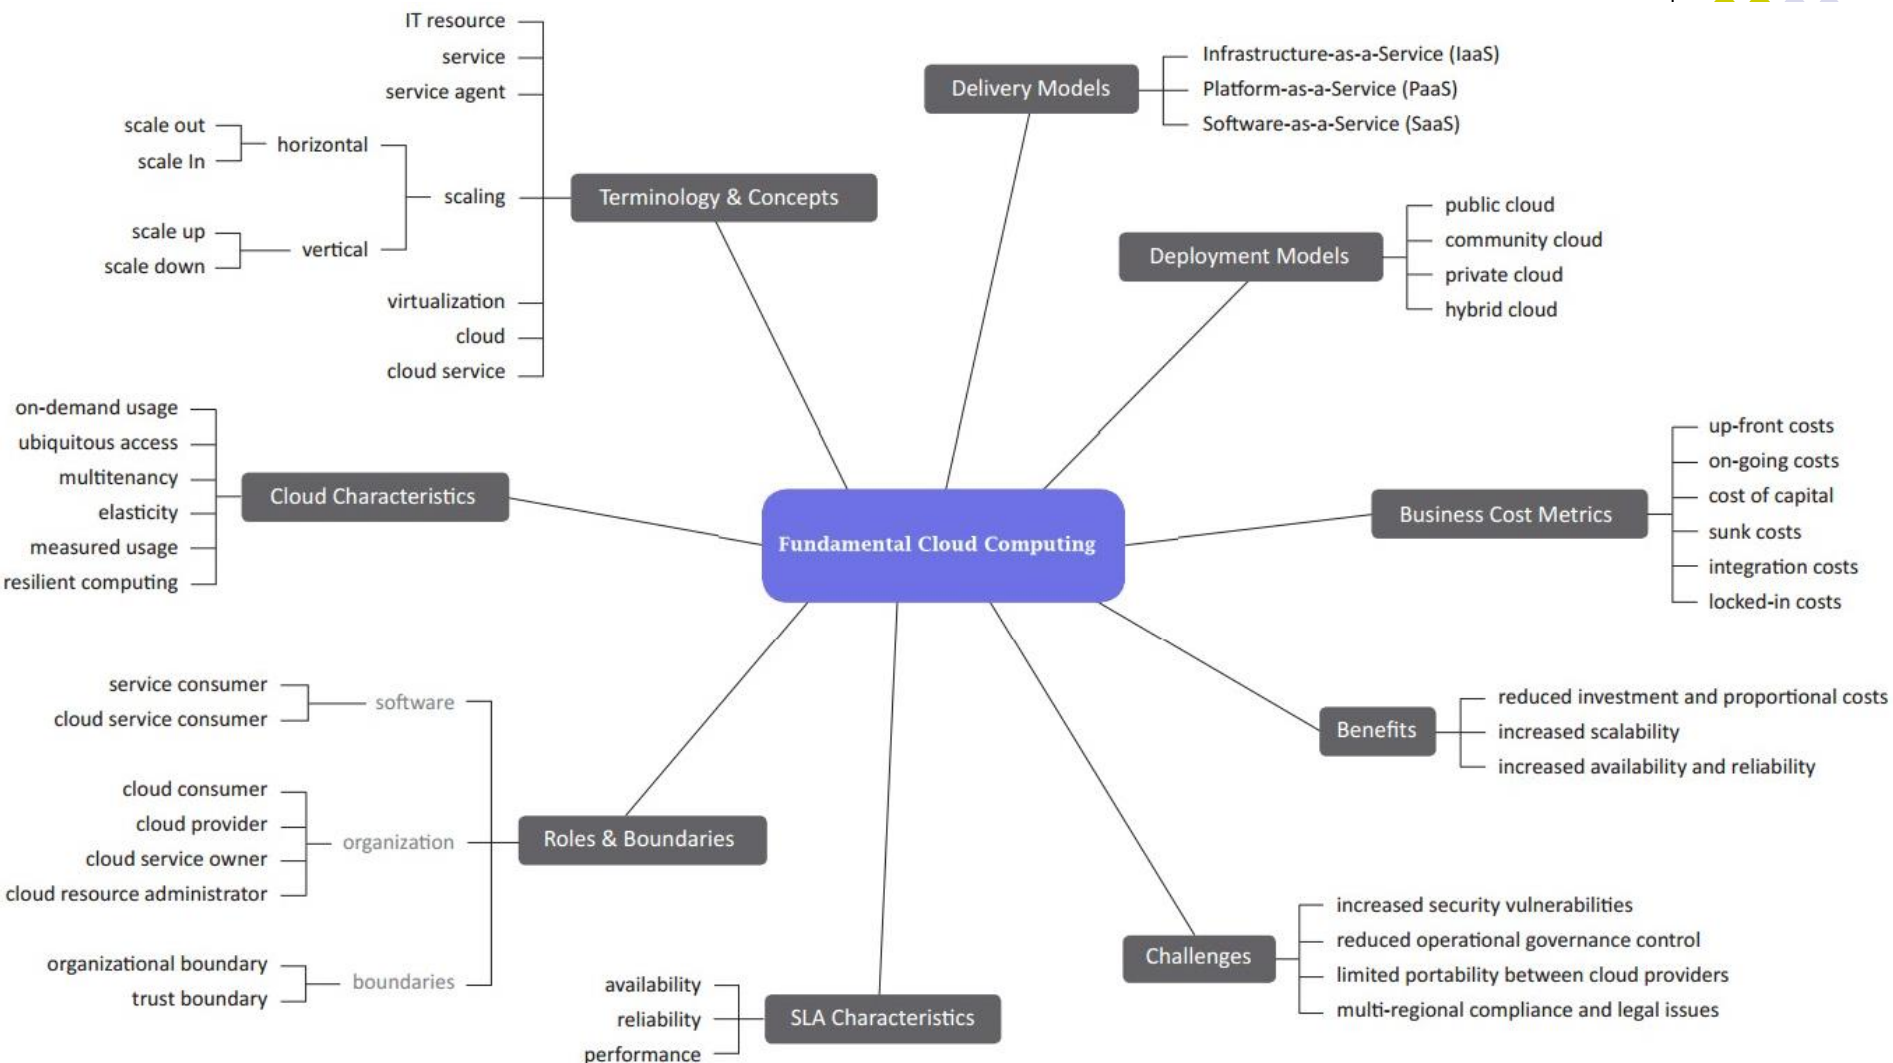 IT resource
service
service agent
scale out
scale In
horizontal
scaling
scale up
scale down
vertical
virtualization
cloud
cloud service
Terminology & Concepts
Delivery Models
Infrastructure-as-a-Service (IaaS)
Platform-as-a-Service (PaaS)
Software-as-a-Service (SaaS)
Deployment Models
public cloud
community cloud
private cloud
hybrid cloud
on-demand usage
ubiquitous access
multitenancy
elasticity
measured usage
resilient computing
Cloud Characteristics
Fundamental Cloud Computing
Business Cost Metrics
up-front costs
on-going costs
cost of capital
sunk costs
integration costs
locked-in costs
service consumer
cloud service consumer
software
cloud consumer
cloud provider
cloud service owner
cloud resource administrator
organization
organizational boundary
trust boundary
boundaries
Roles & Boundaries
Benefits
reduced investment and proportional costs
increased scalability
increased availability and reliability
availability
reliability
performance
SLA Characteristics
Challenges
increased security vulnerabilities
reduced operational governance control
limited portability between cloud providers
multi-regional compliance and legal issues